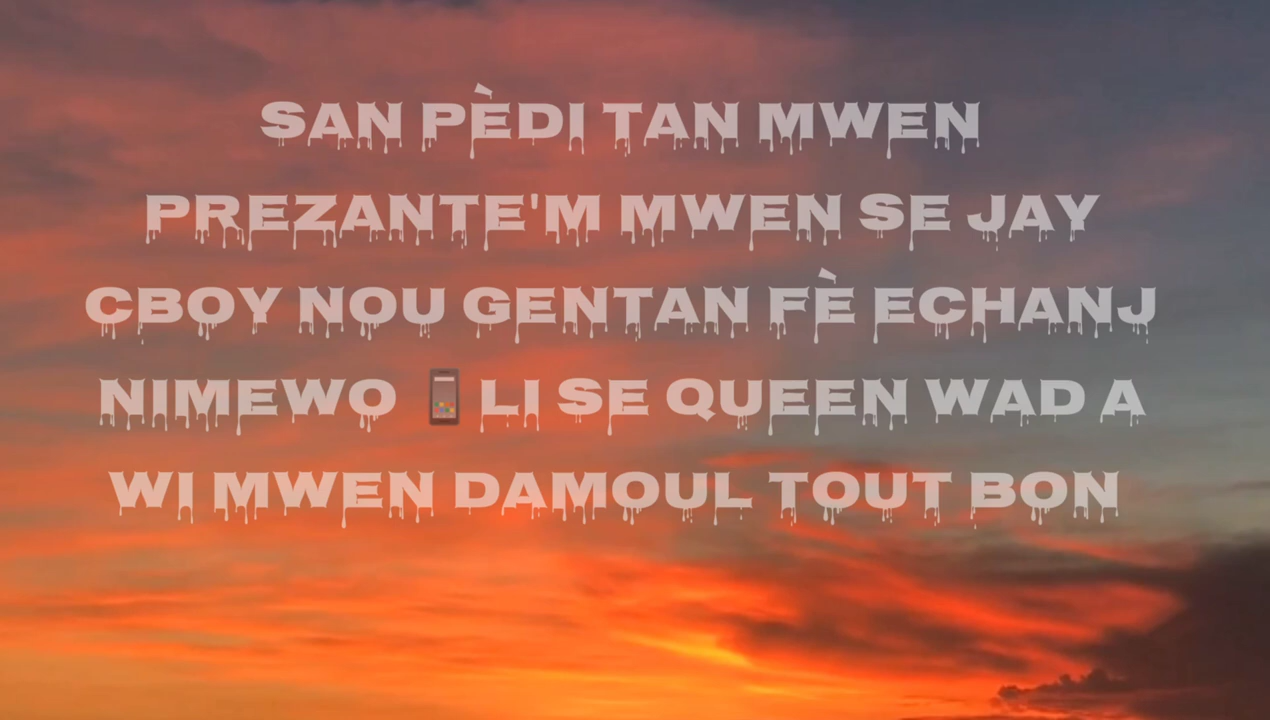 SAN PÈDI TAN MWEN
PREZANTE'M MWEN SE JAY
CBOY NOU GENTAN FÈ ECHANJ
NIMEWO 📱 LI SE QUEEN WAD A
WI MWEN DAMOUL TOUT BON